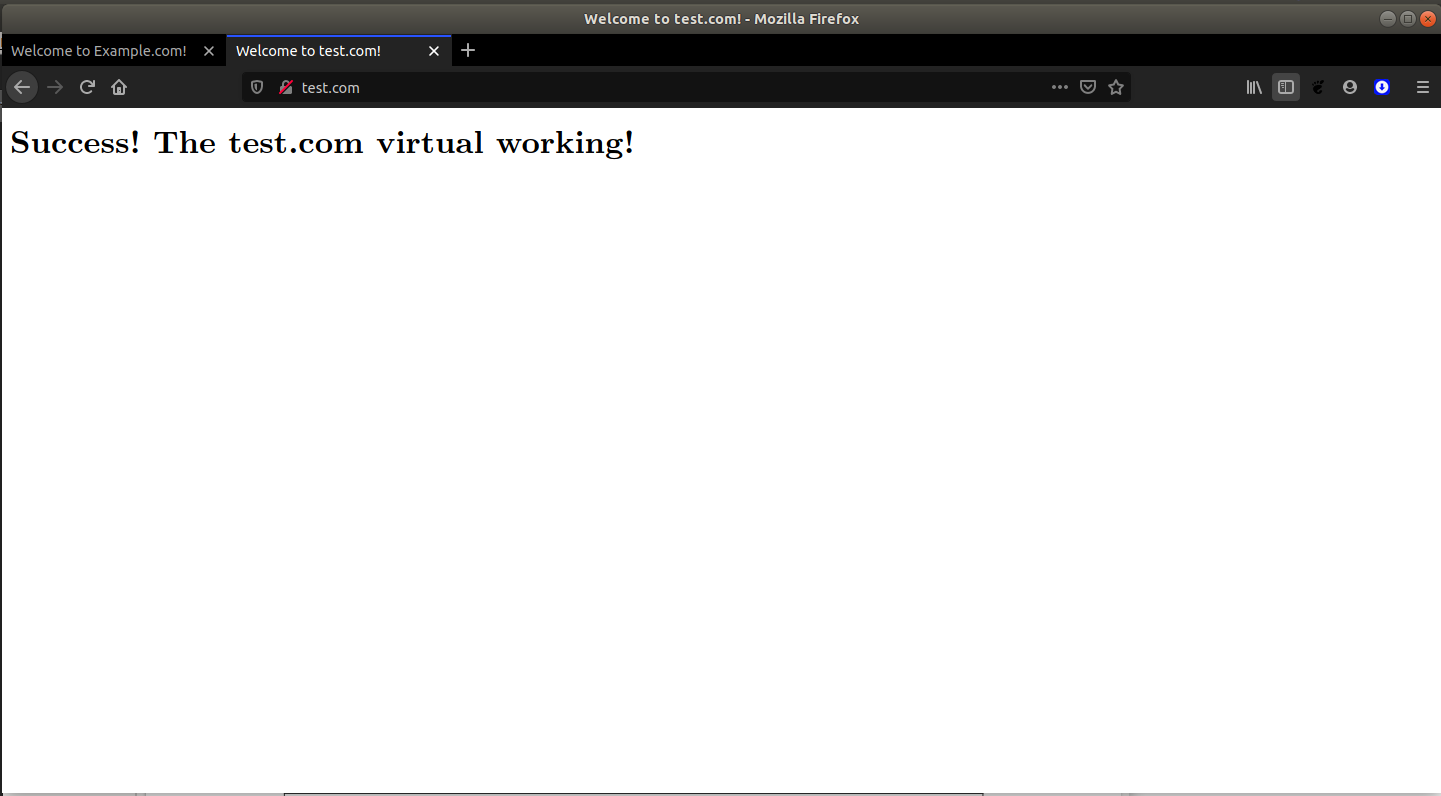 Welcome to test.com! - Mozilla Firefox
Welcome to Example.com!
Welcome to test.com!
test.com
Success! The test.com virtual working!